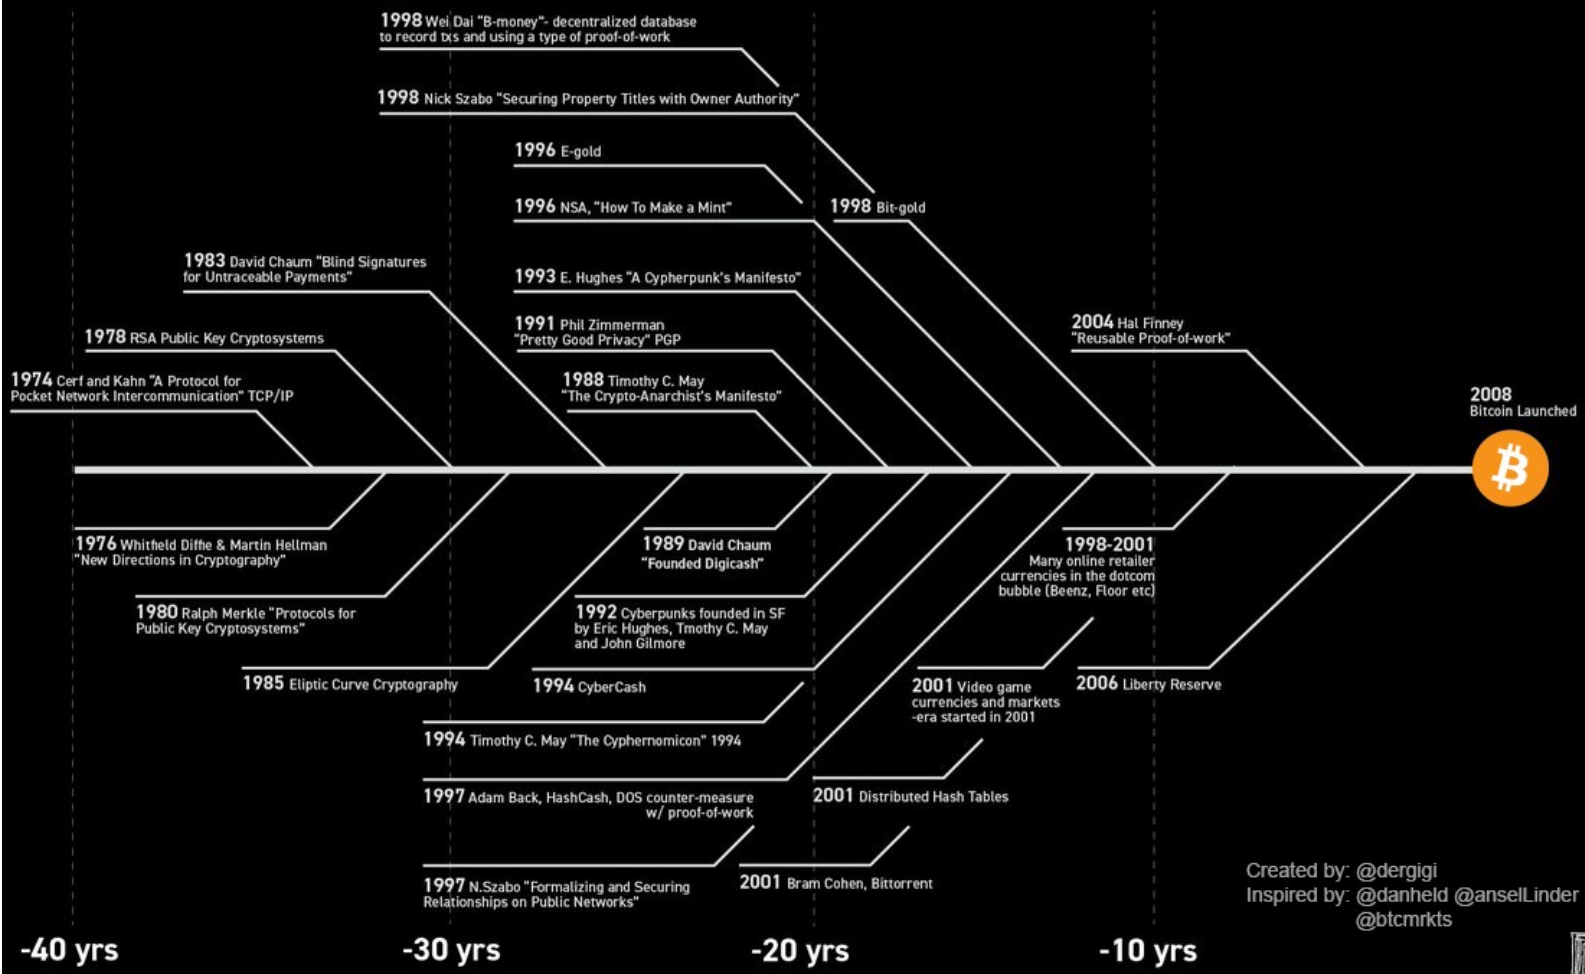 1998 Wei Dai "B-money"- decentralized database
to record txs and using a type of proof-of-work
1998 Nick Szabo "Securing Property Titles with Owner Authority"
1996 E-gold
1996 NSA, "How To Make a Mint"
1998 Bit-gold
1983 David Chaum "Blind Signatures
for Untraceable Payments"
1993 E. Hughes "A Cypherpunk's Manifesto"
1991 Phil Zimmerman
"Pretty Good Privacy" PGP
2004 Hal Finney
"Reusable Proof-of-work"
1978 RSA Public Key Cryptosystems
1974 Cerf and Kahn "A Protocol for
Pocket Network Intercommunication" TCP/IP
1988 Timothy C. May
"The Crypto-Anarchist's Manifesto"
2008
Bitcoin Launched
1976 Whitfield Diffie & Martin Hellman
"New Directions in Cryptography"
1989 David Chaum
"Founded Digicash"
1998-2001
Many online retailer
currencies in the dotcom
bubble (Beenz, Floor etc)
1980 Ralph Merkle "Protocols for
Public Key Cryptosystems"
1992 Cyberpunks founded in SF
by Eric Hughes, Tmothy C. May
and John Gilmore
1985 Eliptic Curve Cryptography
1994 CyberCash
2001 Video game
currencies and markets
-era started in 2001
2006 Liberty Reserve
1994 Timothy C. May "The Cyphernomicon" 1994
1997 Adam Back, HashCash, DOS counter-measure
w/ proof-of-work
2001 Distributed Hash Tables
1997 N.Szabo "Formalizing and Securing
Relationships on Public Networks"
2001 Bram Cohen, Bittorrent
Created by: @dergigi
Inspired by: @danheld @anselLinder
@btcmrkts
-40 yrs
-30 yrs
-20 yrs
-10 yrs